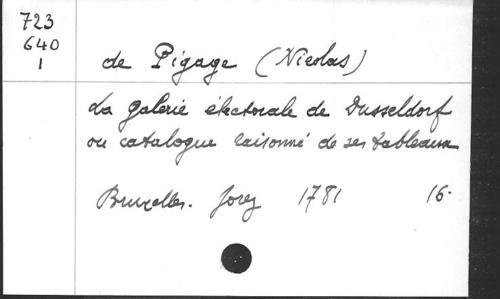 723
640
1
de Pigage (Nicolas)
La galerie électorale de Dusseldorf
ou catalogue raisonné de ses tableaux
Bruxelles. Jorez 1781 16.